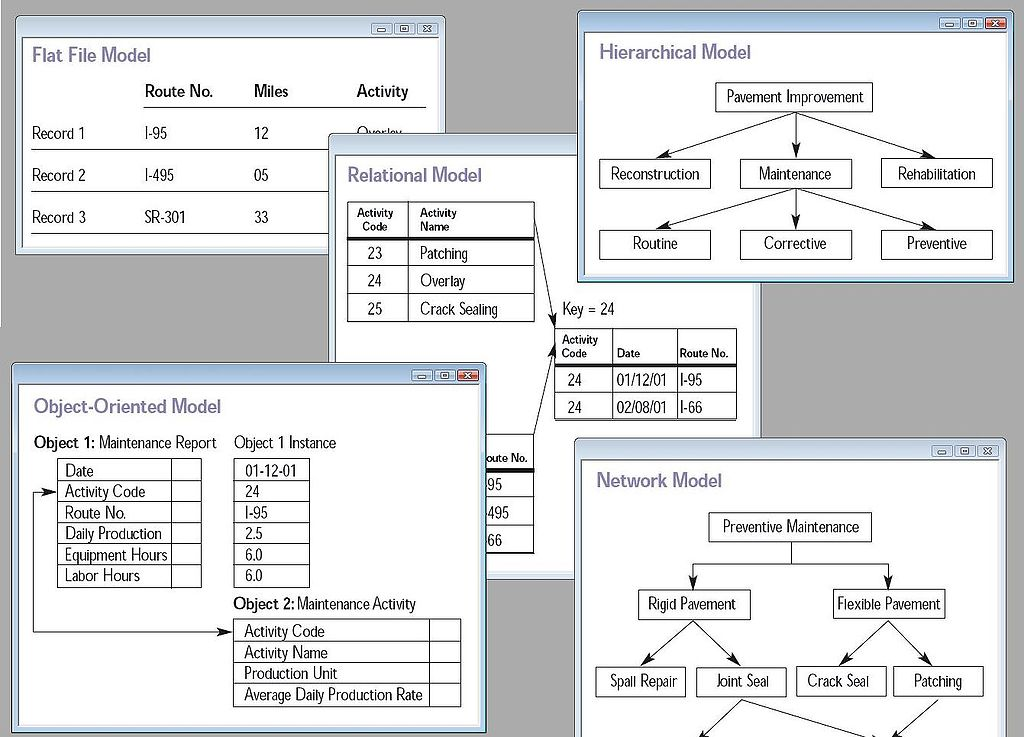 Flat File Model
Route No. Miles Activity
Record 1 I-95 12 Overlay
Record 2 I-495 05
Record 3 SR-301 33
Hierarchical Model
Pavement Improvement
Reconstruction Maintenance Rehabilitation
Routine Corrective Preventive
Relational Model
Activity Code Activity Name
23 Patching
24 Overlay
25 Crack Sealing
Key = 24
Activity Code Date Route No.
24 01/12/01 I-95
24 02/08/01 I-66
oute No.
95
495
66
Object-Oriented Model
Object 1: Maintenance Report Object 1 Instance
Date 01-12-01
Activity Code 24
Route No. I-95
Daily Production 2.5
Equipment Hours 6.0
Labor Hours 6.0
Object 2: Maintenance Activity
Activity Code
Activity Name
Production Unit
Average Daily Production Rate
Network Model
Preventive Maintenance
Rigid Pavement Flexible Pavement
Spall Repair Joint Seal Crack Seal Patching